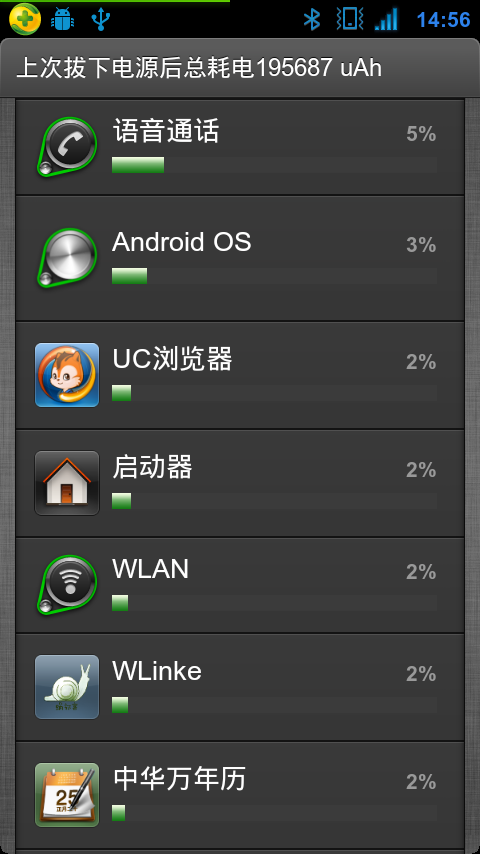 14:56
上次拔下电源后总耗电195687 uAh
语音通话 5%
Android OS 3%
UC浏览器 2%
启动器 2%
WLAN 2%
WLinke 2%
中华万年历 2%
25